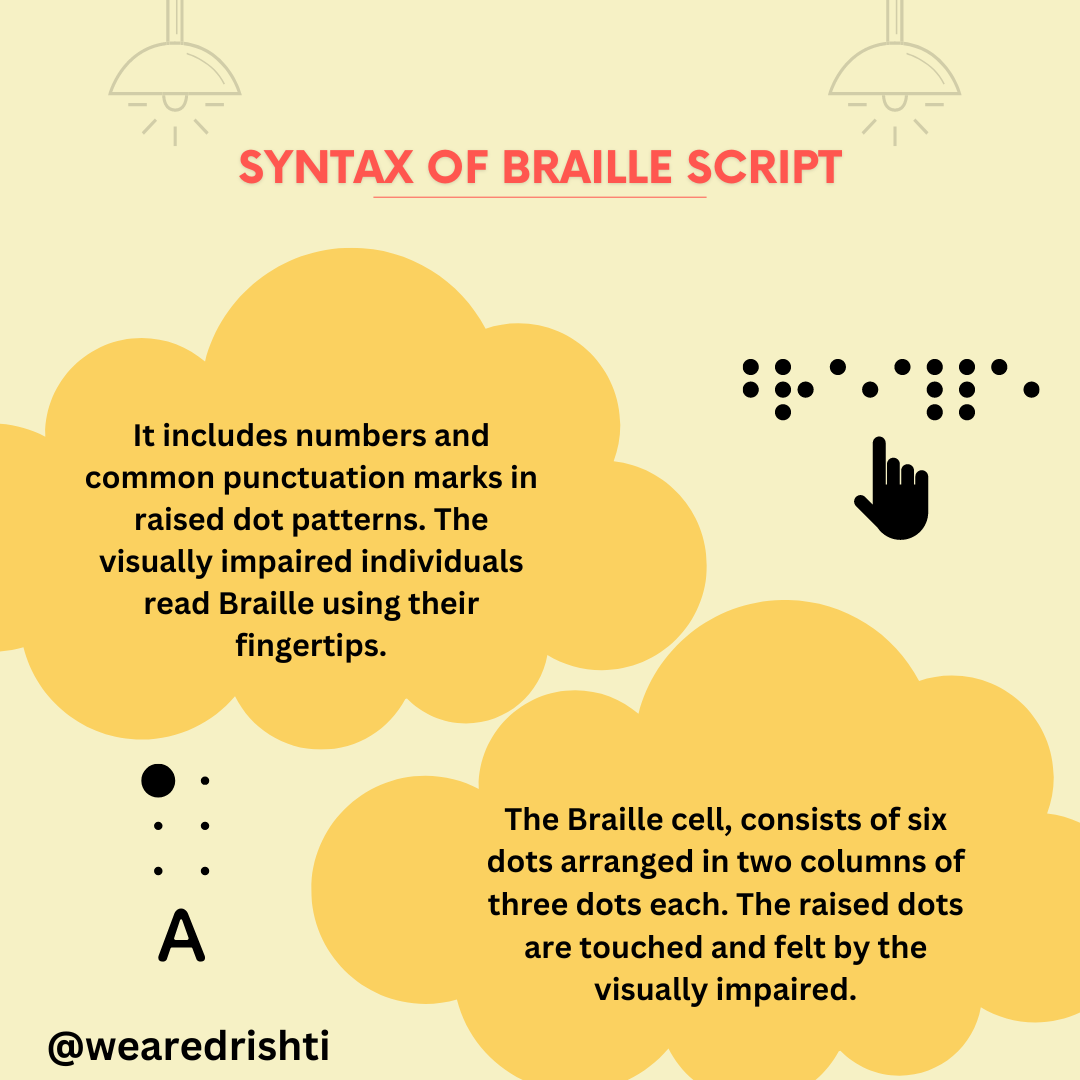 SYNTAX OF BRAILLE SCRIPT
It includes numbers and
common punctuation marks in
raised dot patterns. The
visually impaired individuals
read Braille using their
fingertips.
The Braille cell, consists of six
dots arranged in two columns of
three dots each. The raised dots
are touched and felt by the
visually impaired.
A
@wearedrishti